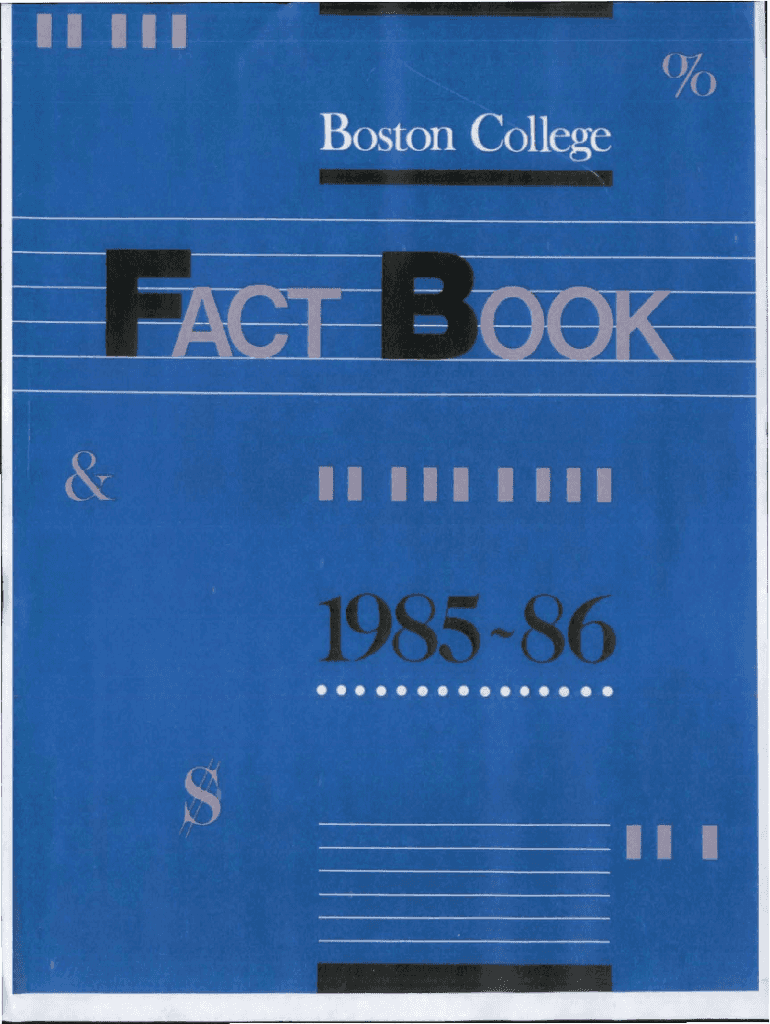 %
Boston College
FACT BOOK
&
1985-86
$